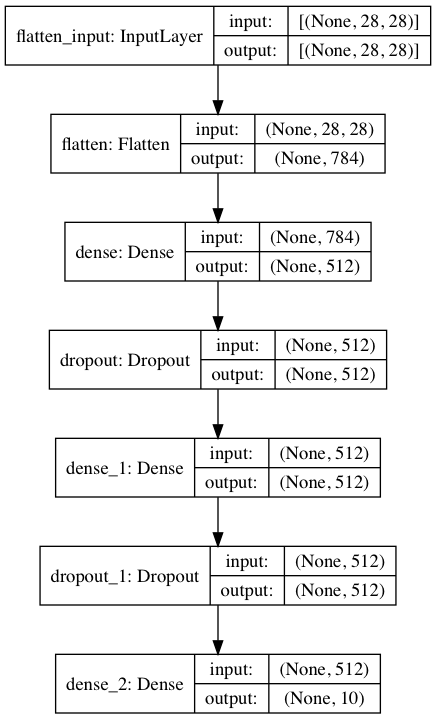 flatten_input: InputLayer
input: [(None, 28, 28)]
output: [(None, 28, 28)]
flatten: Flatten
input: (None, 28, 28)
output: (None, 784)
dense: Dense
input: (None, 784)
output: (None, 512)
dropout: Dropout
input: (None, 512)
output: (None, 512)
dense_1: Dense
input: (None, 512)
output: (None, 512)
dropout_1: Dropout
input: (None, 512)
output: (None, 512)
dense_2: Dense
input: (None, 512)
output: (None, 10)